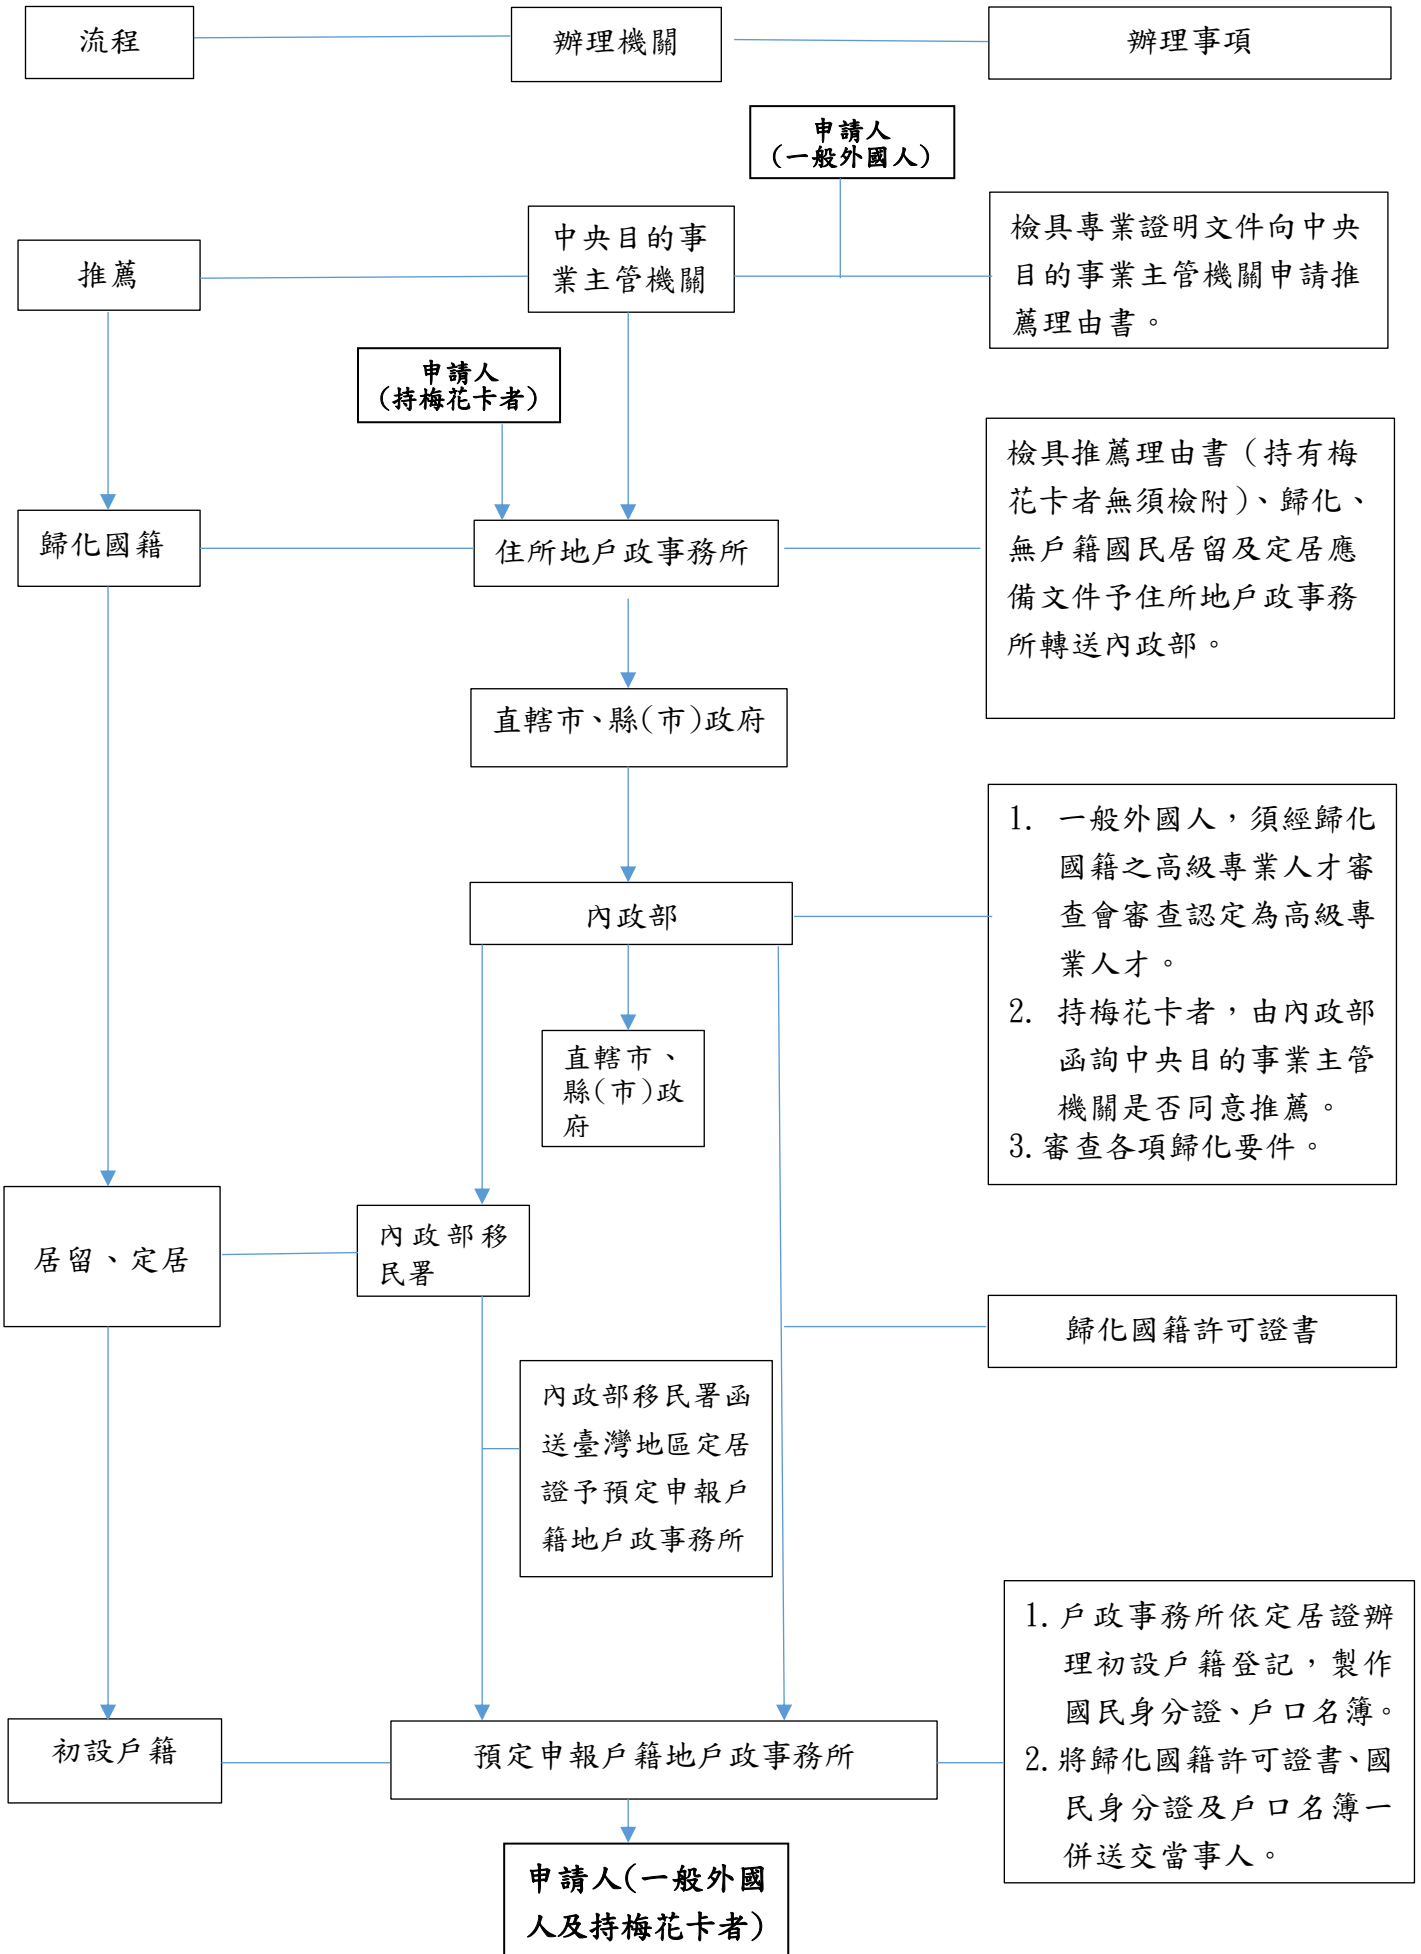 流程
辦理機關
辦理事項
申請人
(一般外國人)
推薦
中央目的事
業主管機關
檢具專業證明文件向中央
目的事業主管機關申請推
薦理由書。
申請人
(持梅花卡者)
歸化國籍
住所地戶政事務所
檢具推薦理由書(持有梅
花卡者無須檢附)、歸化、
無戶籍國民居留及定居應
備文件予住所地戶政事務
所轉送內政部。
直轄市、縣(市)政府
內政部
1. 一般外國人,須經歸化
國籍之高級專業人才審
查會審查認定為高級專
業人才。
2. 持梅花卡者,由內政部
函詢中央目的事業主管
機關是否同意推薦。
3.審查各項歸化要件。
直轄市、
縣(市)政
府
居留、定居
內政部移
民署
歸化國籍許可證書
內政部移民署函
送臺灣地區定居
證予預定申報戶
籍地戶政事務所
初設戶籍
預定申報戶籍地戶政事務所
1.戶政事務所依定居證辦
理初設戶籍登記,製作
國民身分證、戶口名簿。
2.將歸化國籍許可證書、國
民身分證及戶口名簿一
併送交當事人。
申請人(一般外國
人及持梅花卡者)